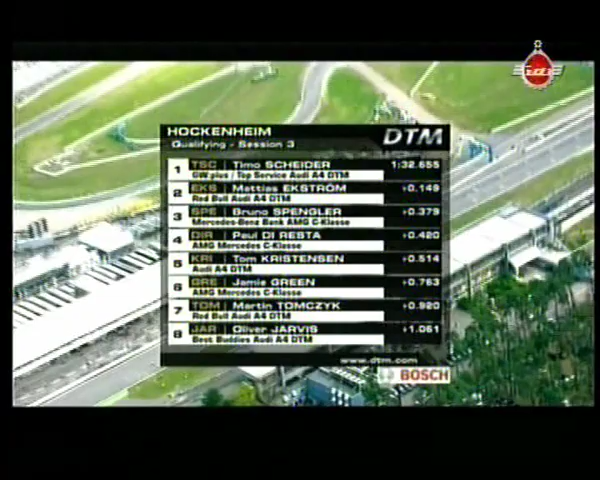 HOCKENHEIM
Qualifying - Session 3
DTM
1 TSC | Timo SCHEIDER 1:32.655
GW plus / Top Service Audi A4 DTM
2 EKS | Mattias EKSTRÖM +0.149
Red Bull Audi A4 DTM
3 SPE | Bruno SPENGLER +0.379
Mercedes-Benz Bank AMG C-Klasse
4 DIR | Paul DI RESTA +0.420
AMG Mercedes C-Klasse
5 KRI | Tom KRISTENSEN +0.514
Audi A4 DTM
6 GRE | Jamie GREEN +0.763
AMG Mercedes C-Klasse
7 TOM | Martin TOMCZYK +0.920
Red Bull Audi A4 DTM
8 JAR | Oliver JARVIS +1.061
Best Buddies Audi A4 DTM
www.dtm.com
BOSCH